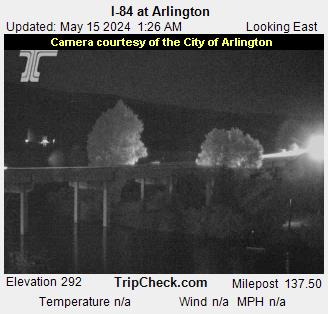 I-84 at Arlington
Updated: May 15 2024 1:26 AM Looking East
Camera courtesy of the City of Arlington
Elevation 292 TripCheck.com Milepost 137.50
Temperature n/a Wind n/a MPH n/a